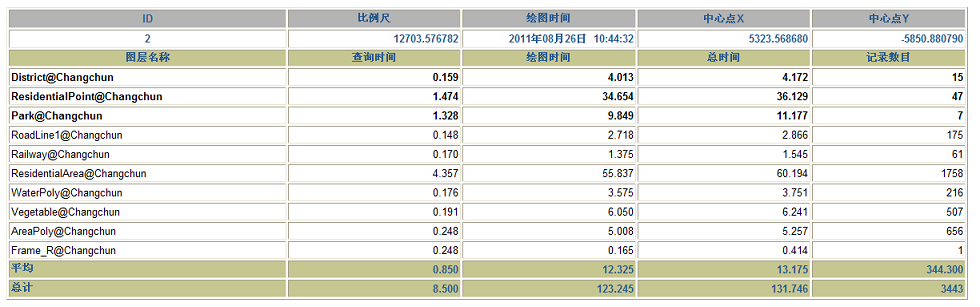 ID 比例尺 绘图时间 中心点X 中心点Y
2 12703.576782 2011年08月26日 10:44:32 5323.568680 -5850.880790
图层名称 查询时间 绘图时间 总时间 记录数目
District@Changchun 0.159 4.013 4.172 15
ResidentialPoint@Changchun 1.474 34.654 36.129 47
Park@Changchun 1.328 9.849 11.177 7
RoadLine1@Changchun 0.148 2.718 2.866 175
Railway@Changchun 0.170 1.375 1.545 61
ResidentialArea@Changchun 4.357 55.837 60.194 1758
WaterPoly@Changchun 0.176 3.575 3.751 216
Vegetable@Changchun 0.191 6.050 6.241 507
AreaPoly@Changchun 0.248 5.008 5.257 656
Frame_R@Changchun 0.248 0.165 0.414 1
平均 0.850 12.325 13.175 344.300
总计 8.500 123.245 131.746 3443